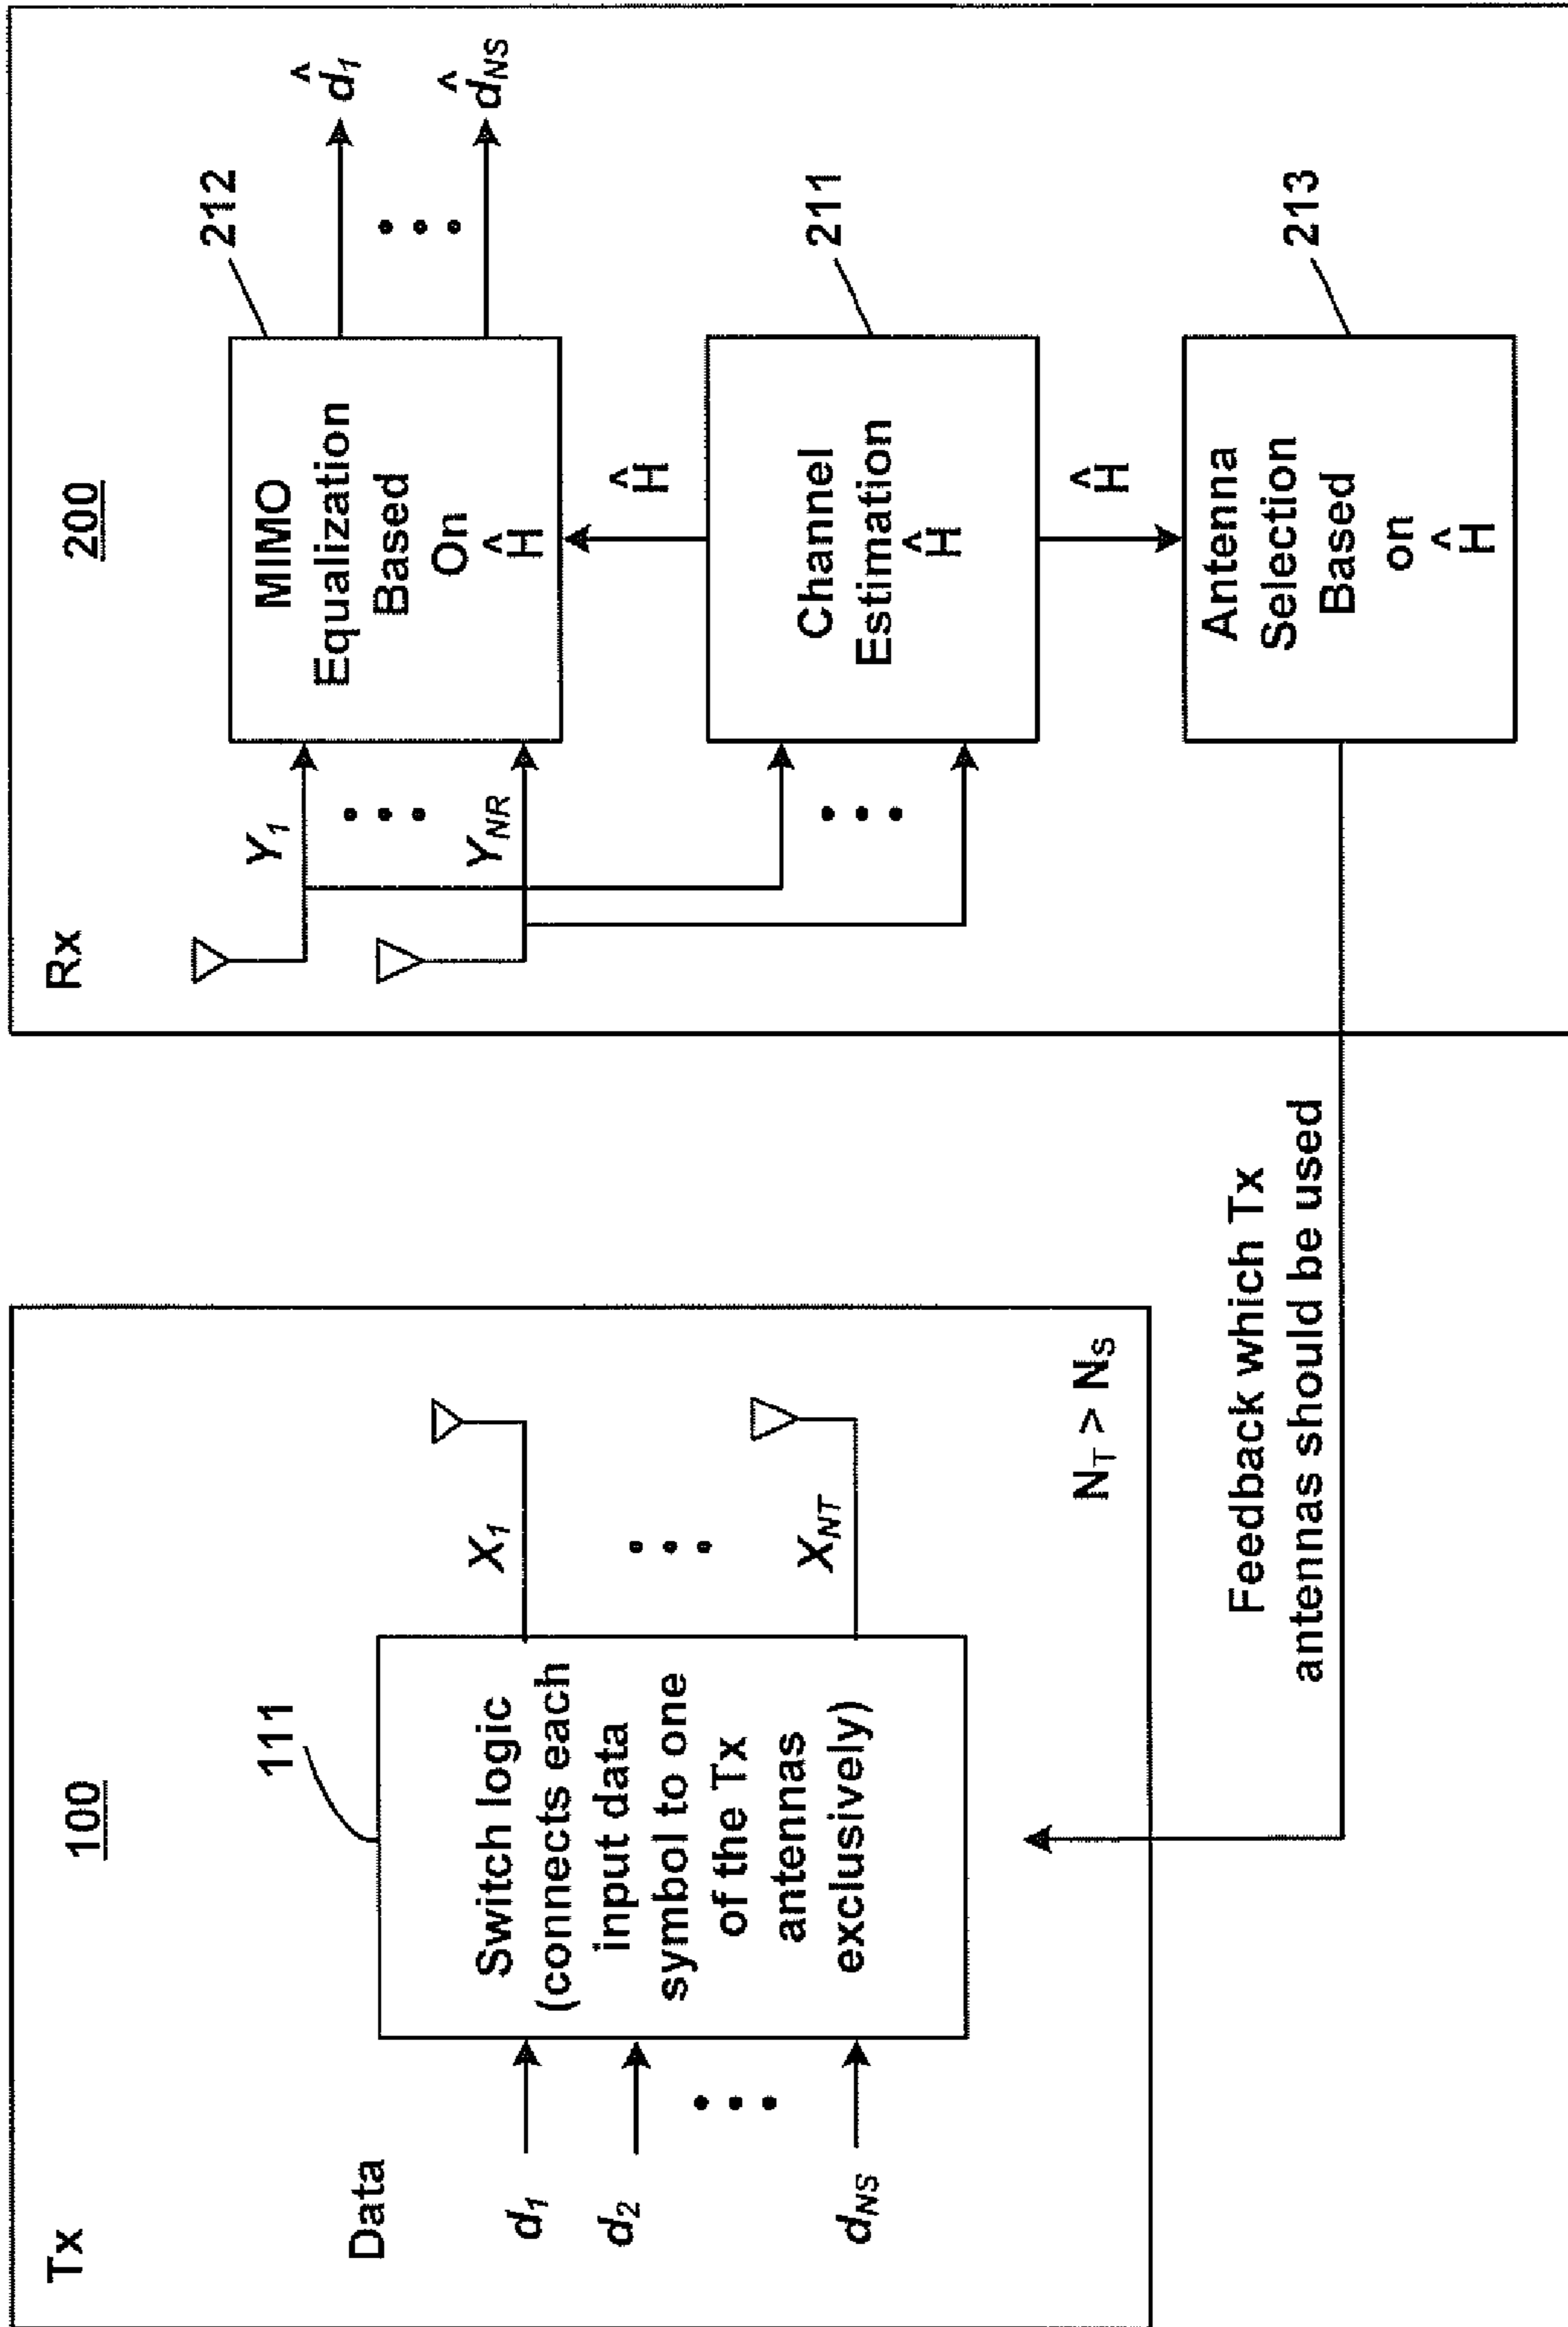 Tx
100
Data
d1
d2
dNS
111
Switch logic
(connects each
input data
symbol to one
of the Tx
antennas
exclusively)
X1
XNT
NT > NS
Feedback which Tx
antennas should be used
Rx
200
Y1
YNR
212
MIMO
Equalization
Based
On
Ĥ
d̂1
d̂NS
Ĥ
211
Channel
Estimation
Ĥ
Ĥ
213
Antenna
Selection
Based
on
Ĥ